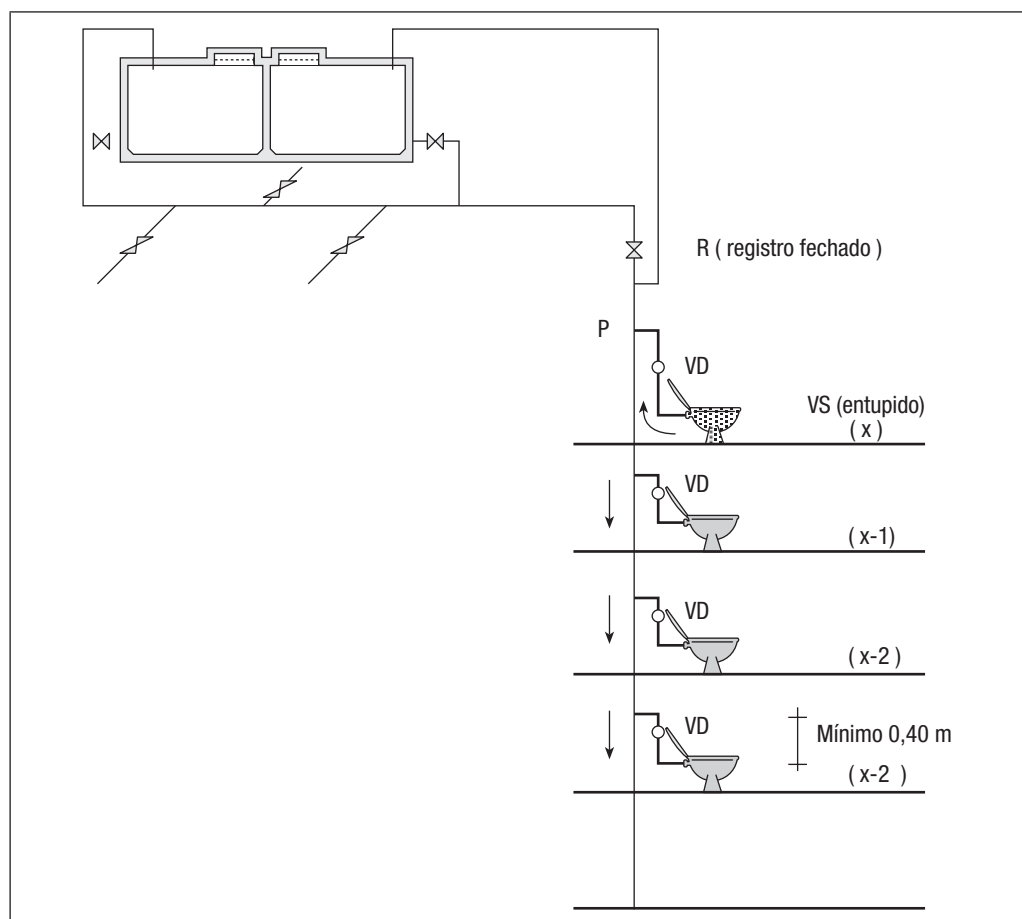 R ( registro fechado )
P
VD
VS (entupido)
( x )
VD
( x-1)
VD
( x-2 )
VD
Mínimo 0,40 m
(x-2 )